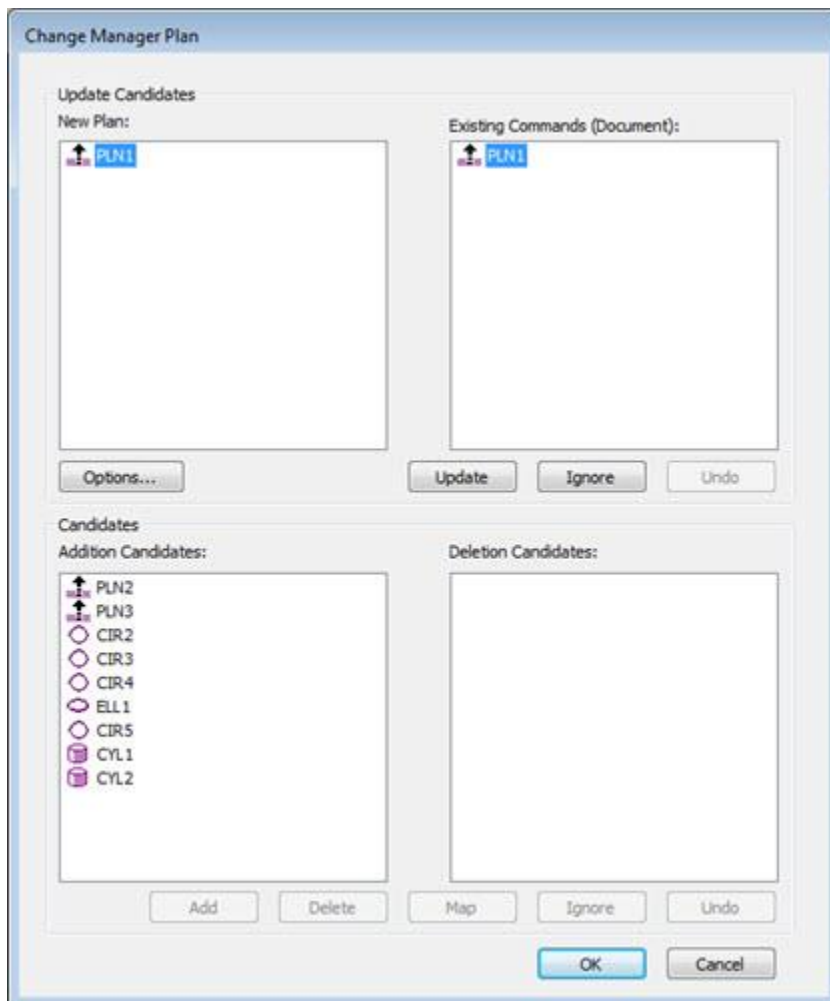 Change Manager Plan
Update Candidates
New Plan:
Existing Commands (Document):
PLN1
PLN1
Options...
Update
Ignore
Undo
Candidates
Addition Candidates:
Deletion Candidates:
PLN2
PLN3
CIR2
CIR3
CIR4
ELL1
CIR5
CYL1
CYL2
Add
Delete
Map
Ignore
Undo
OK
Cancel